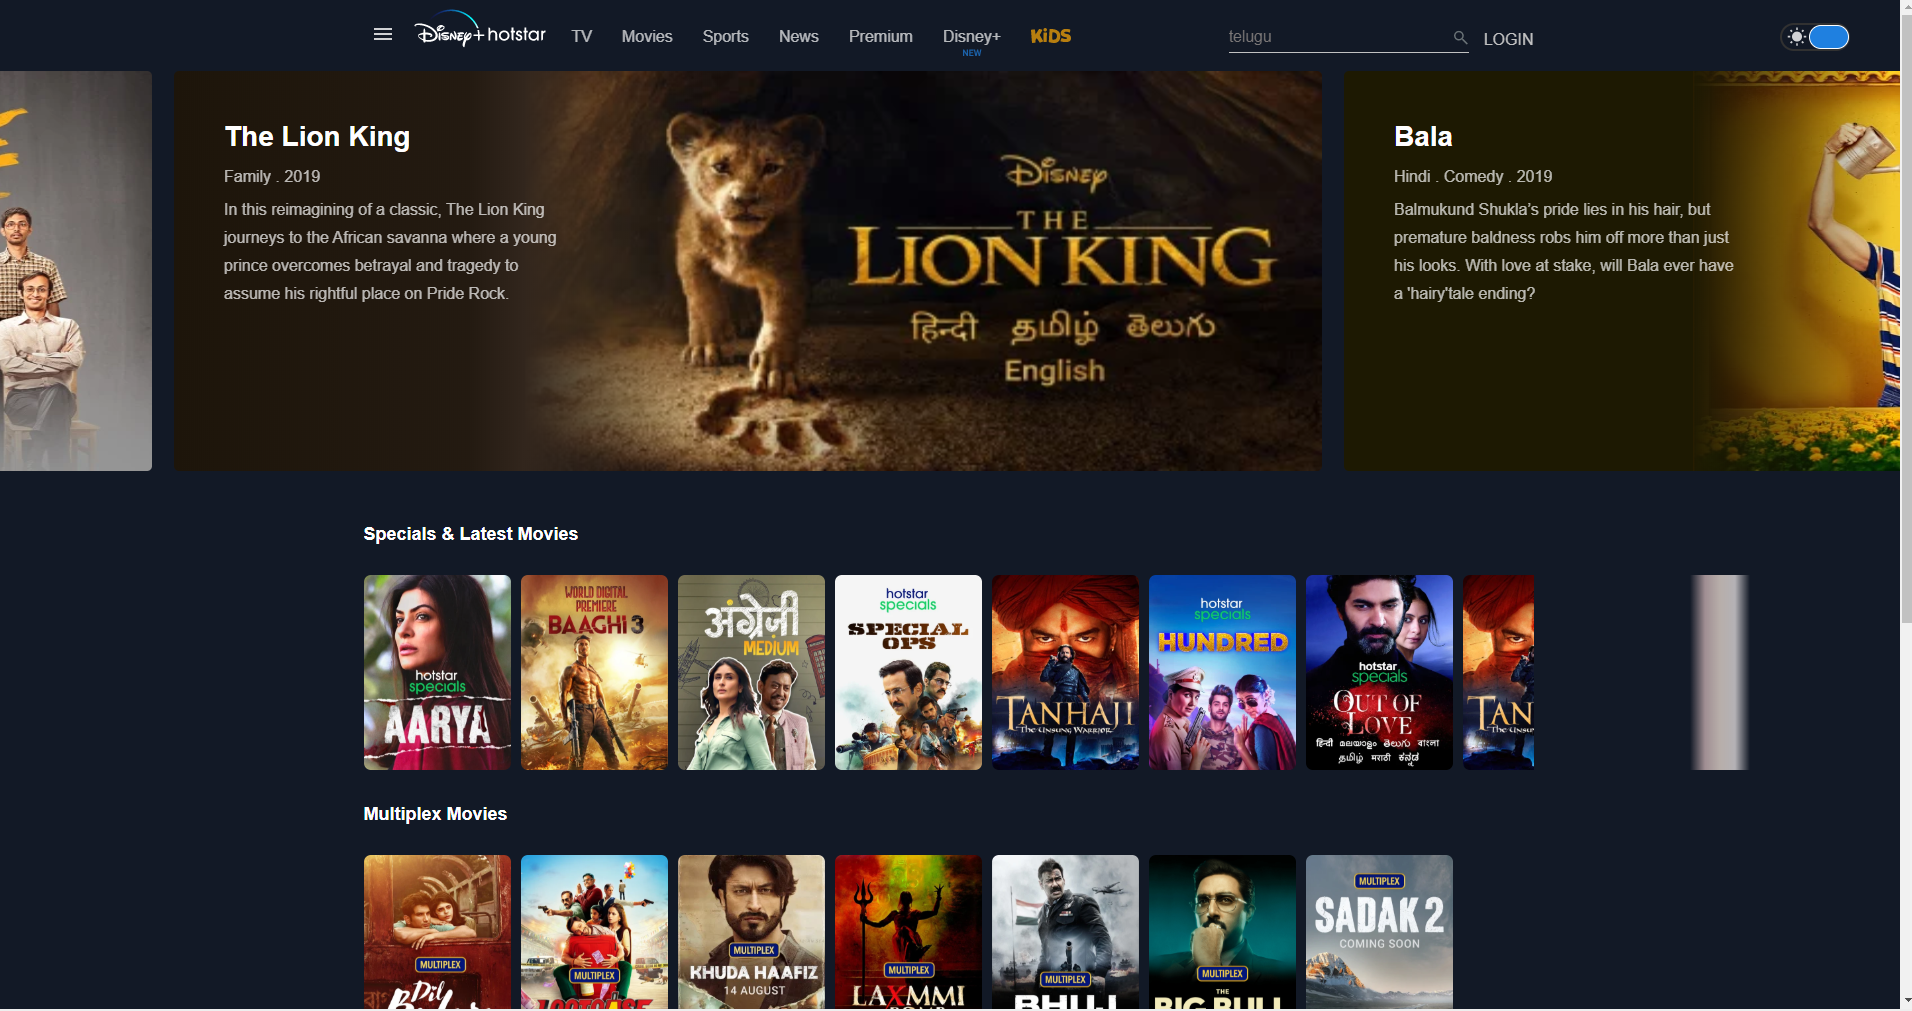 Disney+ hotstar
TV
Movies
Sports
News
Premium
Disney+
NEW
KiDS
telugu
LOGIN
The Lion King
Family . 2019
In this reimagining of a classic, The Lion King
journeys to the African savanna where a young
prince overcomes betrayal and tragedy to
assume his rightful place on Pride Rock.
DISNEY
THE
LION KING
हिन्दी தமிழ் తెలుగు
English
Bala
Hindi . Comedy . 2019
Balmukund Shukla’s pride lies in his hair, but
premature baldness robs him off more than just
his looks. With love at stake, will Bala ever have
a 'hairy'tale ending?
Specials & Latest Movies
hotstar
specials
AARYA
WORLD DIGITAL
PREMIERE
BAAGHI 3
अंग्रेज़ी
MEDIUM
hotstar
specials
SPECIAL
OPS
TANHAJI
THE UNSUNG WARRIOR
hotstar
specials
HUNDRED
hotstar
specials
OUT OF
LOVE
हिन्दी മലയാളം తెలుగు বাংলা
தமிழ் मराठी ಕನ್ನಡ
TAN
THE UNSU
Multiplex Movies
MULTIPLEX
Dil
MULTIPLEX
LOOTCASE
MULTIPLEX
KHUDA HAAFIZ
14 AUGUST
MULTIPLEX
LAXMMI
BOMB
MULTIPLEX
BHUJ
MULTIPLEX
THE
BIG BULL
MULTIPLEX
SADAK 2
COMING SOON